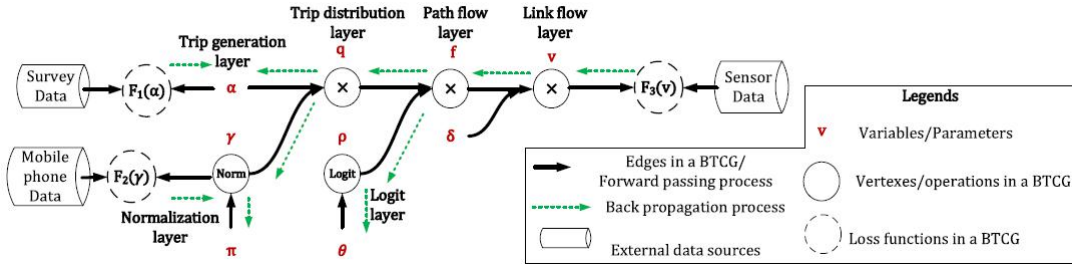 Trip distribution
layer
Path flow
layer
Link flow
layer
Trip generation
layer
q
f
v
Survey
Data
F₁(α)
α
×
×
×
F₃(v)
Sensor
Data
γ
ρ
δ
Mobile
phone
Data
F₂(γ)
Norm
Logit
Normalization
layer
Logit
layer
π
θ
Legends
v
Variables/Parameters
Edges in a BTCG/
Forward passing process
Vertexes/operations in a BTCG
Back propagation process
External data sources
Loss functions in a BTCG